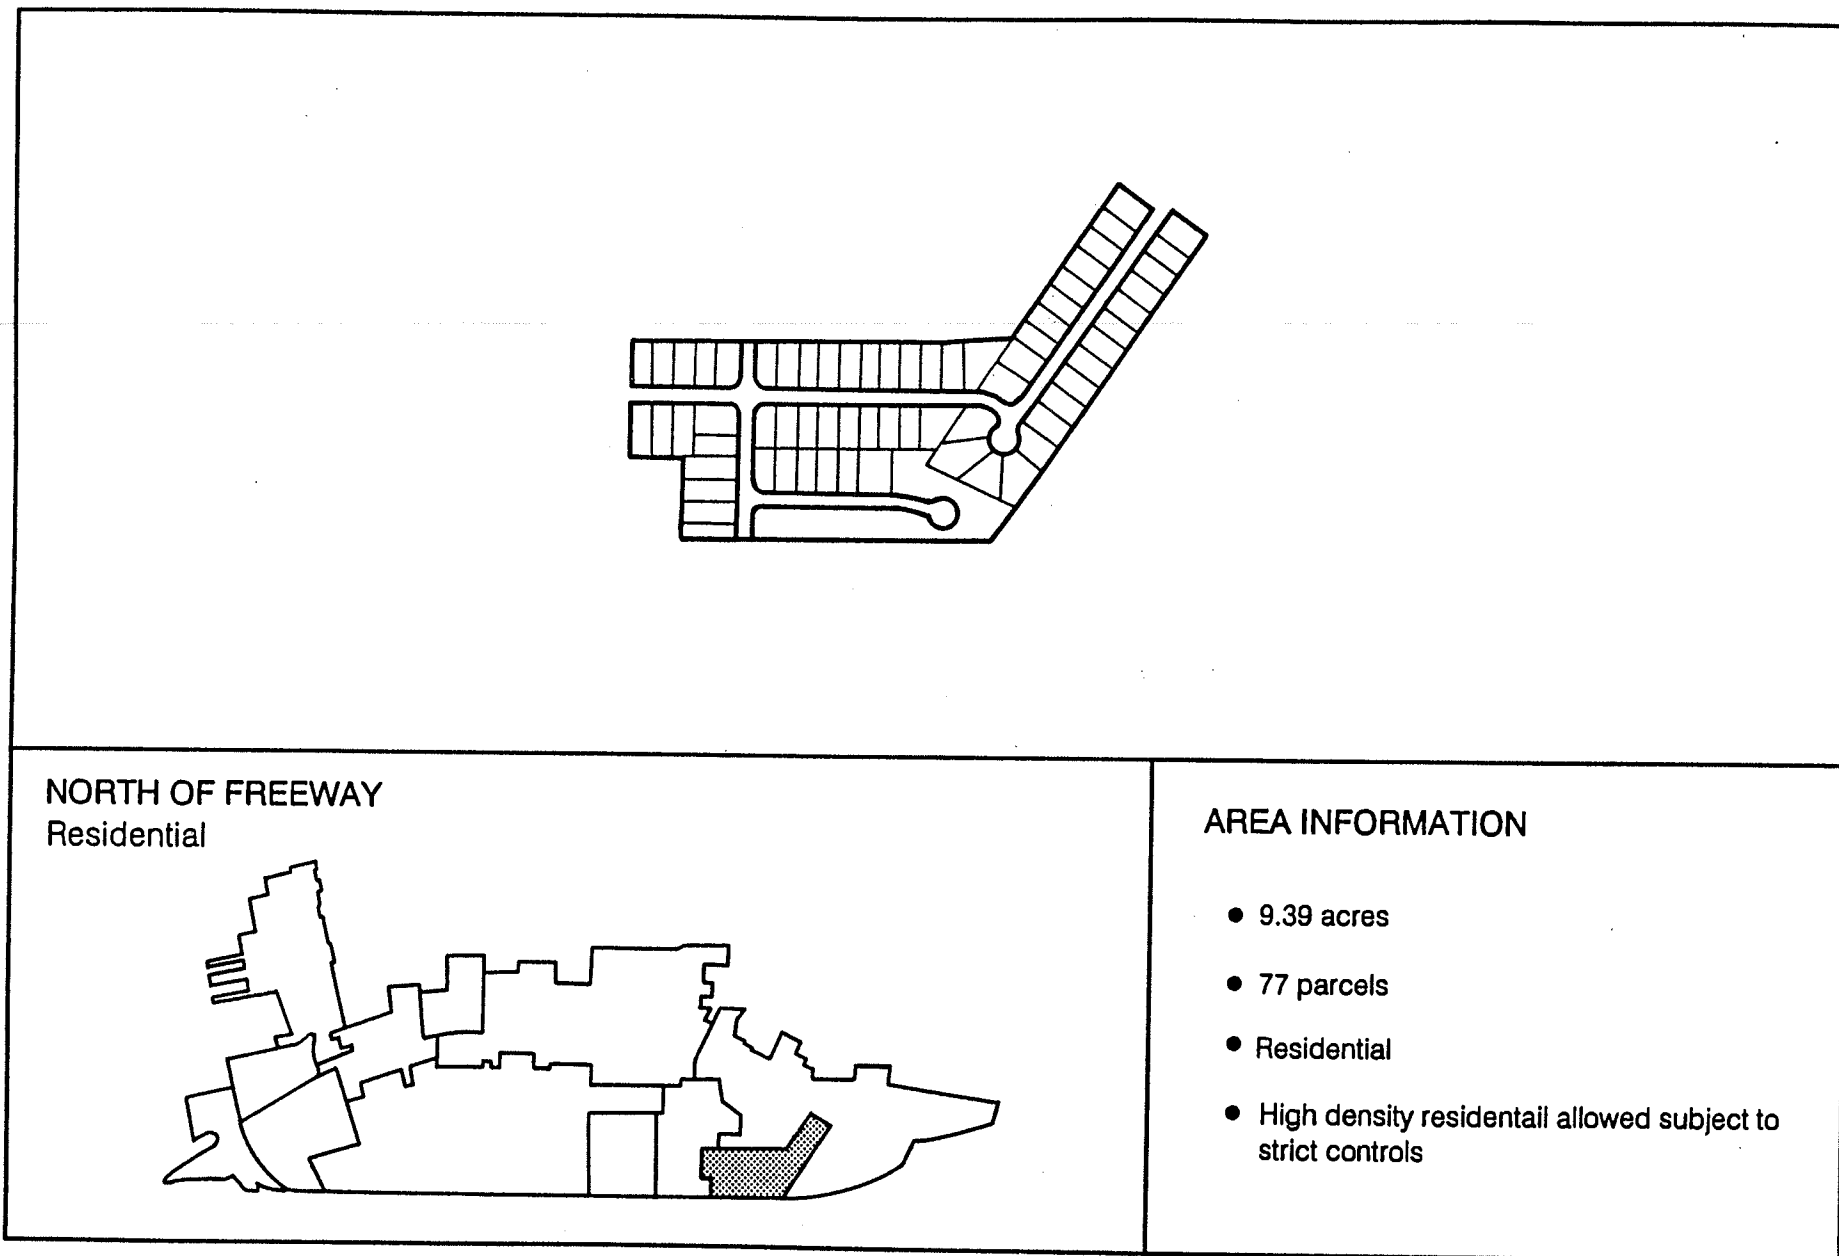 NORTH OF FREEWAY
Residential
AREA INFORMATION
● 9.39 acres
● 77 parcels
● Residential
● High density residentail allowed subject to
strict controls